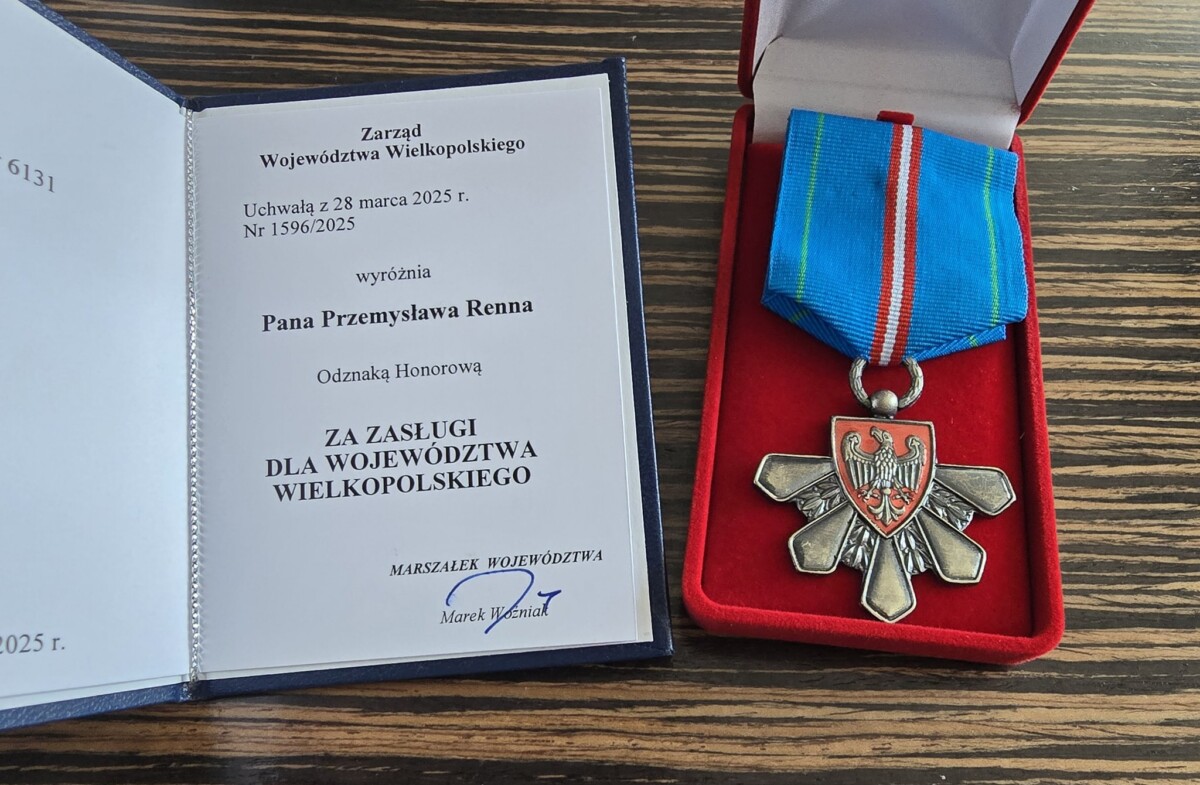 6131
2025 r.
Zarząd
Województwa Wielkopolskiego
Uchwałą z 28 marca 2025 r.
Nr 1596/2025
wyróżnia
Pana Przemysława Renna
Odznaką Honorową
ZA ZASŁUGI
DLA WOJEWÓDZTWA
WIELKOPOLSKIEGO
MARSZAŁEK WOJEWÓDZTWA
Marek Woźniak